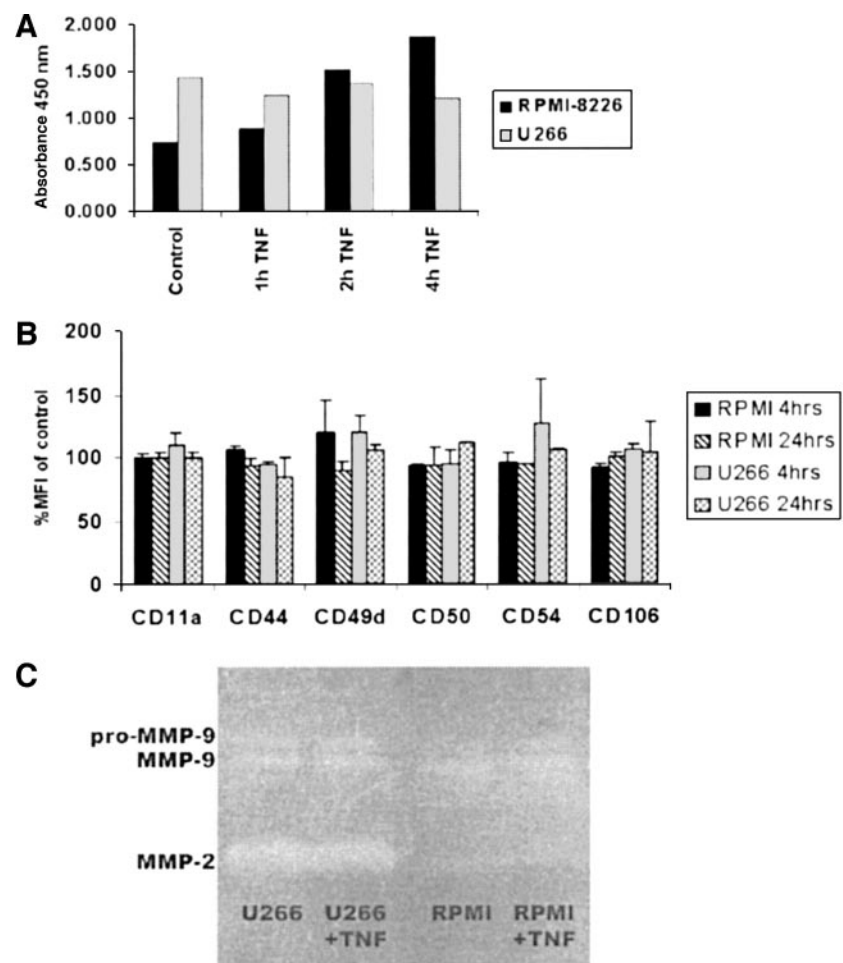 A
Absorbance 450 nm
2.000
1.500
1.000
0.500
0.000
Control
1h TNF
2h TNF
4h TNF
RPMI-8226
U266
B
%MFI of control
200
150
100
50
0
CD11a CD44 CD49d CD50 CD54 CD106
RPMI 4hrs
RPMI 24hrs
U266 4hrs
U266 24hrs
C
pro-MMP-9
MMP-9
MMP-2
U266 U266 RPMI RPMI
+TNF +TNF